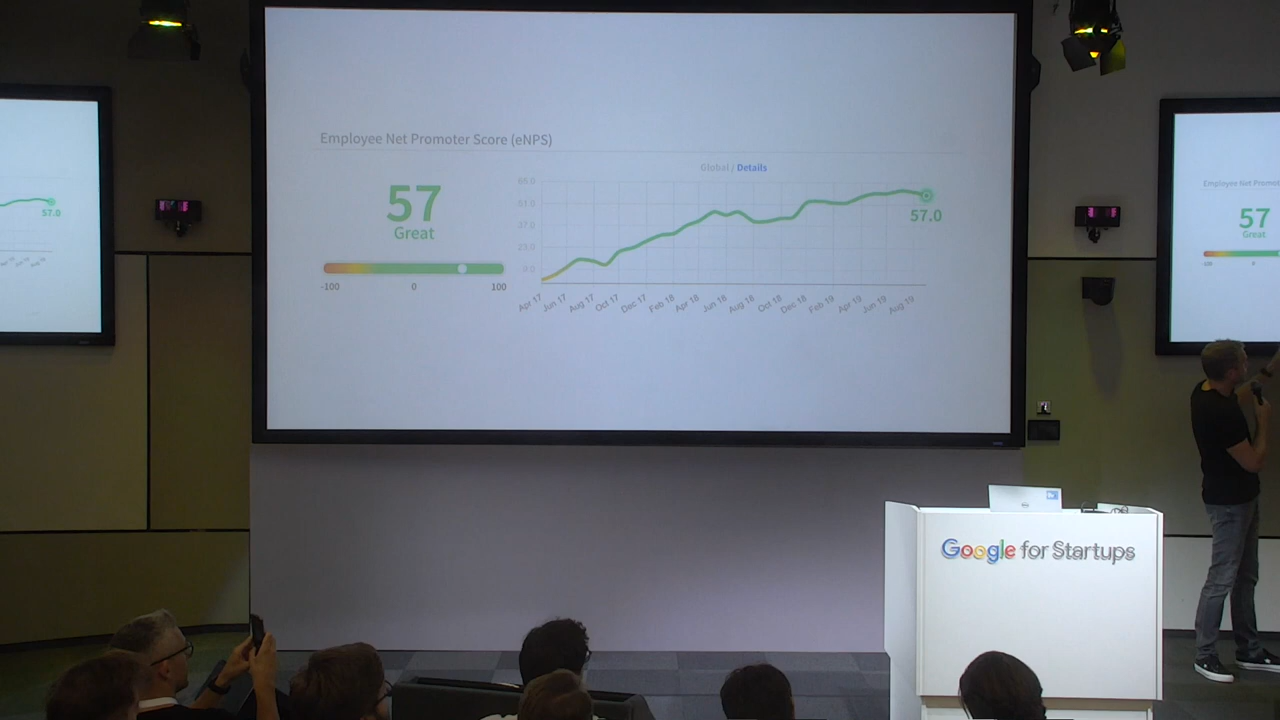 Employee Net Promoter Score (eNPS)
Global / Details
57
Great
-100 0 100
65.0
51.0
37.0
23.0
9.0
57.0
Apr 17 Jun 17 Aug 17 Oct 17 Dec 17 Feb 18 Apr 18 Jun 18 Aug 18 Oct 18 Dec 18 Feb 19 Apr 19 Jun 19 Aug 19
57.0
Employee Net Promo
57
Great
Google for Startups